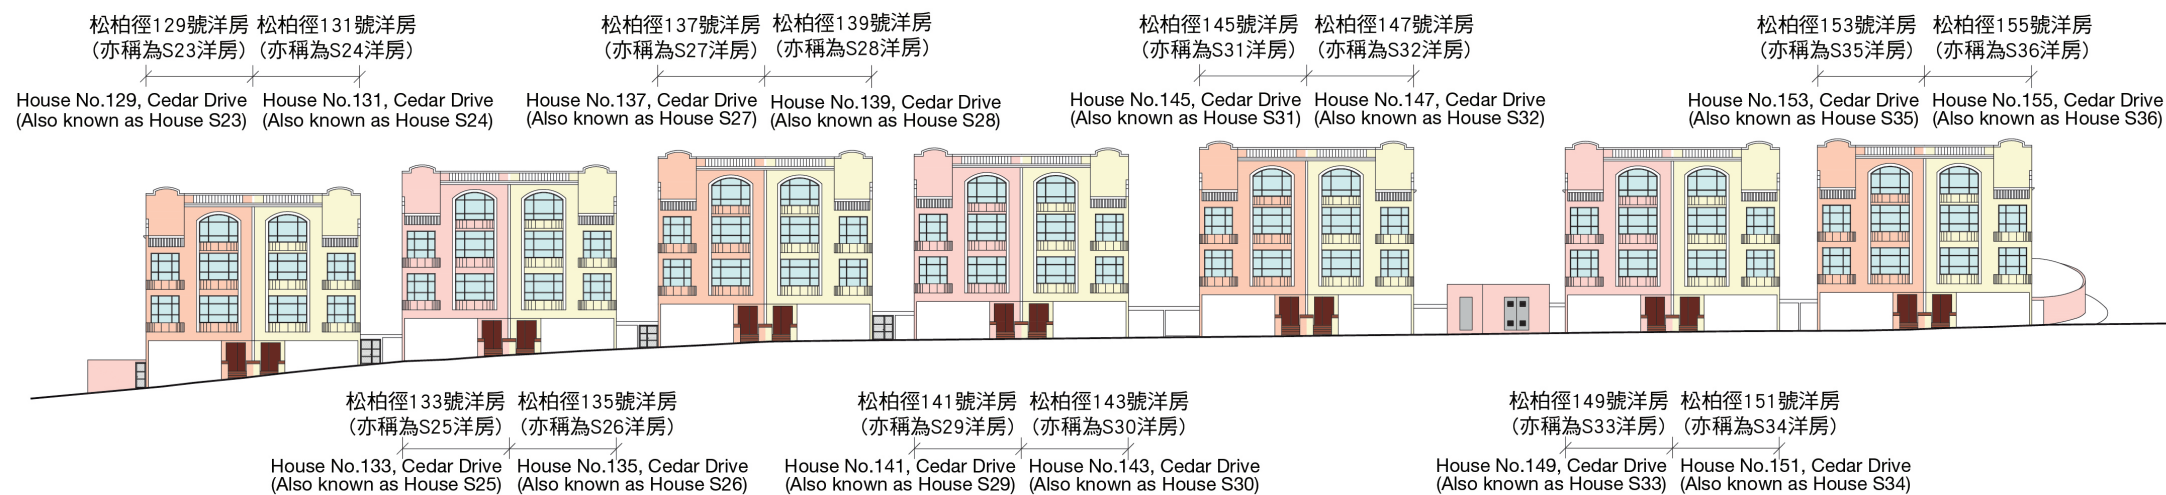 松柏徑129號洋房
(亦稱為S23洋房)
松柏徑131號洋房
(亦稱為S24洋房)
松柏徑137號洋房
(亦稱為S27洋房)
松柏徑139號洋房
(亦稱為S28洋房)
松柏徑145號洋房
(亦稱為S31洋房)
松柏徑147號洋房
(亦稱為S32洋房)
松柏徑153號洋房
(亦稱為S35洋房)
松柏徑155號洋房
(亦稱為S36洋房)
House No.129, Cedar Drive
(Also known as House S23)
House No.131, Cedar Drive
(Also known as House S24)
House No.137, Cedar Drive
(Also known as House S27)
House No.139, Cedar Drive
(Also known as House S28)
House No.145, Cedar Drive
(Also known as House S31)
House No.147, Cedar Drive
(Also known as House S32)
House No.153, Cedar Drive
(Also known as House S35)
House No.155, Cedar Drive
(Also known as House S36)
松柏徑133號洋房
(亦稱為S25洋房)
松柏徑135號洋房
(亦稱為S26洋房)
松柏徑141號洋房
(亦稱為S29洋房)
松柏徑143號洋房
(亦稱為S30洋房)
松柏徑149號洋房
(亦稱為S33洋房)
松柏徑151號洋房
(亦稱為S34洋房)
House No.133, Cedar Drive
(Also known as House S25)
House No.135, Cedar Drive
(Also known as House S26)
House No.141, Cedar Drive
(Also known as House S29)
House No.143, Cedar Drive
(Also known as House S30)
House No.149, Cedar Drive
(Also known as House S33)
House No.151, Cedar Drive
(Also known as House S34)